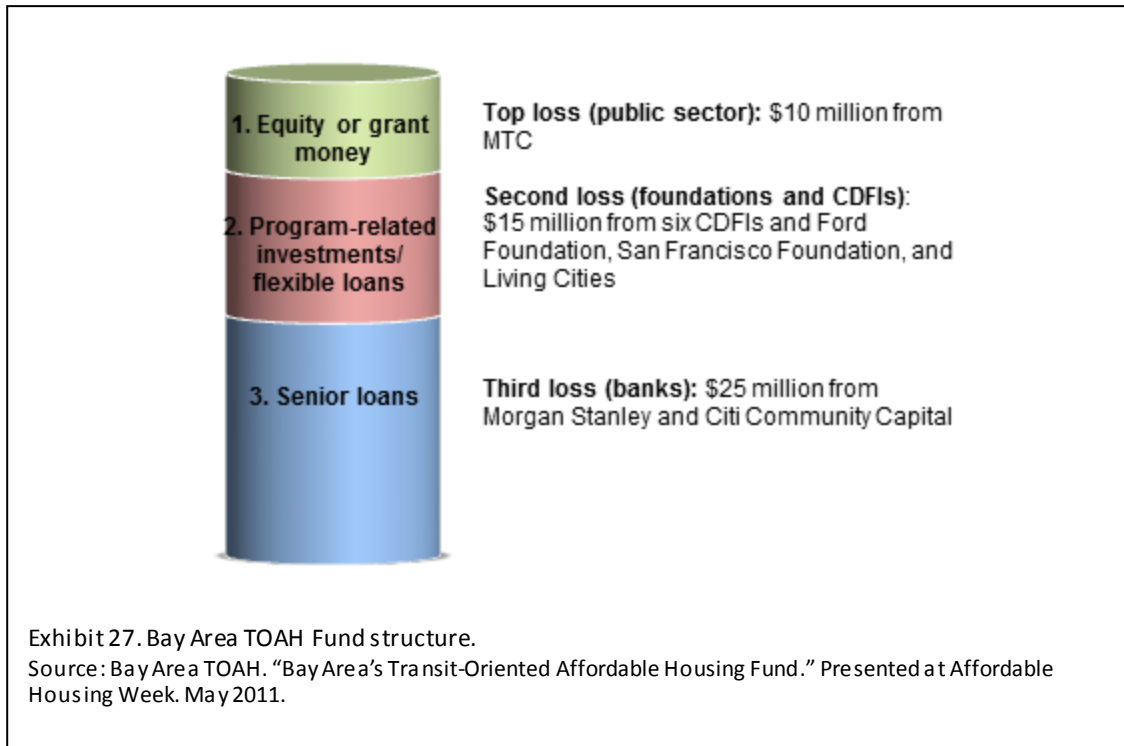 1. Equity or grant
money
Top loss (public sector): $10 million from
MTC
2. Program-related
investments/
flexible loans
Second loss (foundations and CDFIs):
$15 million from six CDFIs and Ford
Foundation, San Francisco Foundation, and
Living Cities
3. Senior loans
Third loss (banks): $25 million from
Morgan Stanley and Citi Community Capital
Exhibit 27. Bay Area TOAH Fund structure.
Source: Bay Area TOAH. “Bay Area’s Transit-Oriented Affordable Housing Fund.” Presented at Affordable
Housing Week. May 2011.